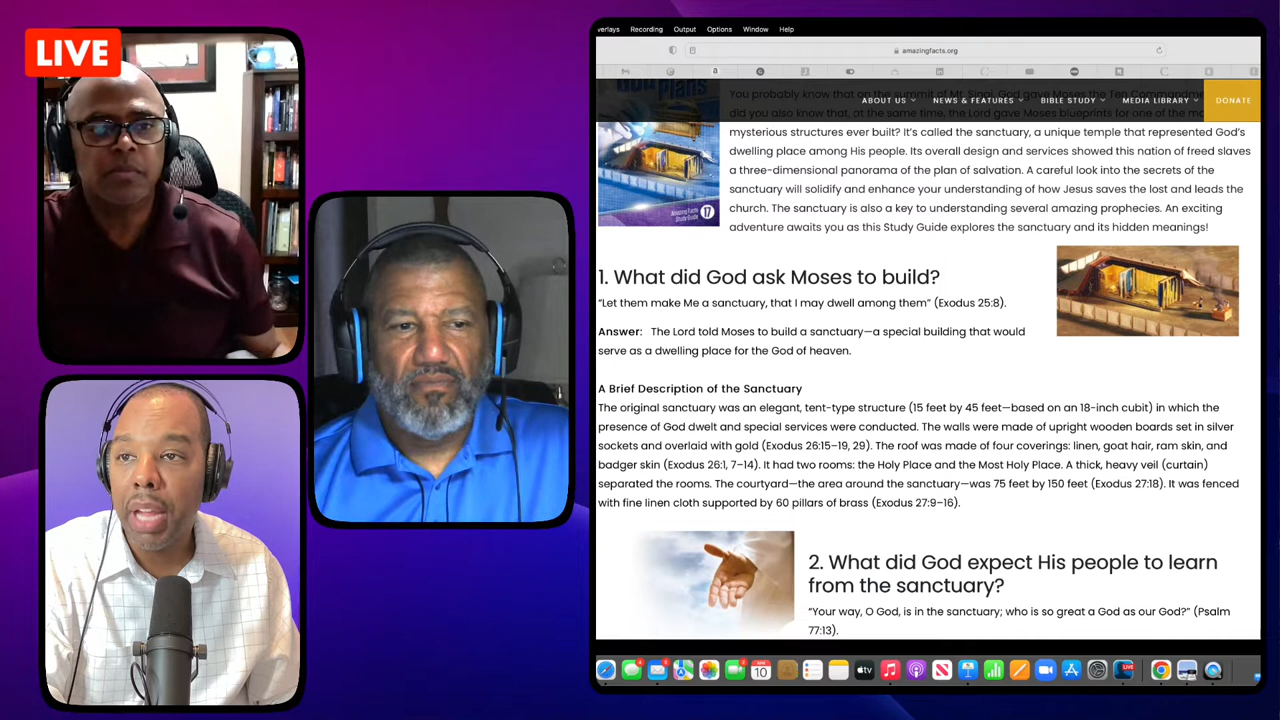 LIVE
verlays Recording Output Options Window Help
amazingfacts.org
God plans
You probably know that on the summit of Mt. Sinai, God gave Moses the Ten Commandme
ABOUT US NEWS & FEATURES BIBLE STUDY MEDIA LIBRARY DONATE
did you also know that, at the same time, the Lord gave Moses blueprints for one of the mo
mysterious structures ever built? It's called the sanctuary, a unique temple that represented God's
dwelling place among His people. Its overall design and services showed this nation of freed slaves
a three-dimensional panorama of the plan of salvation. A careful look into the secrets of the
sanctuary will solidify and enhance your understanding of how Jesus saves the lost and leads the
church. The sanctuary is also a key to understanding several amazing prophecies. An exciting
adventure awaits you as this Study Guide explores the sanctuary and its hidden meanings!
Amazing Facts
Study Guide 17
1. What did God ask Moses to build?
“Let them make Me a sanctuary, that I may dwell among them” (Exodus 25:8).
Answer: The Lord told Moses to build a sanctuary—a special building that would
serve as a dwelling place for the God of heaven.
A Brief Description of the Sanctuary
The original sanctuary was an elegant, tent-type structure (15 feet by 45 feet—based on an 18-inch cubit) in which the
presence of God dwelt and special services were conducted. The walls were made of upright wooden boards set in silver
sockets and overlaid with gold (Exodus 26:15–19, 29). The roof was made of four coverings: linen, goat hair, ram skin, and
badger skin (Exodus 26:1, 7–14). It had two rooms: the Holy Place and the Most Holy Place. A thick, heavy veil (curtain)
separated the rooms. The courtyard—the area around the sanctuary—was 75 feet by 150 feet (Exodus 27:18). It was fenced
with fine linen cloth supported by 60 pillars of brass (Exodus 27:9–16).
2. What did God expect His people to learn
from the sanctuary?
“Your way, O God, is in the sanctuary; who is so great a God as our God?” (Psalm
77:13).
APR
10
tv
LIVE